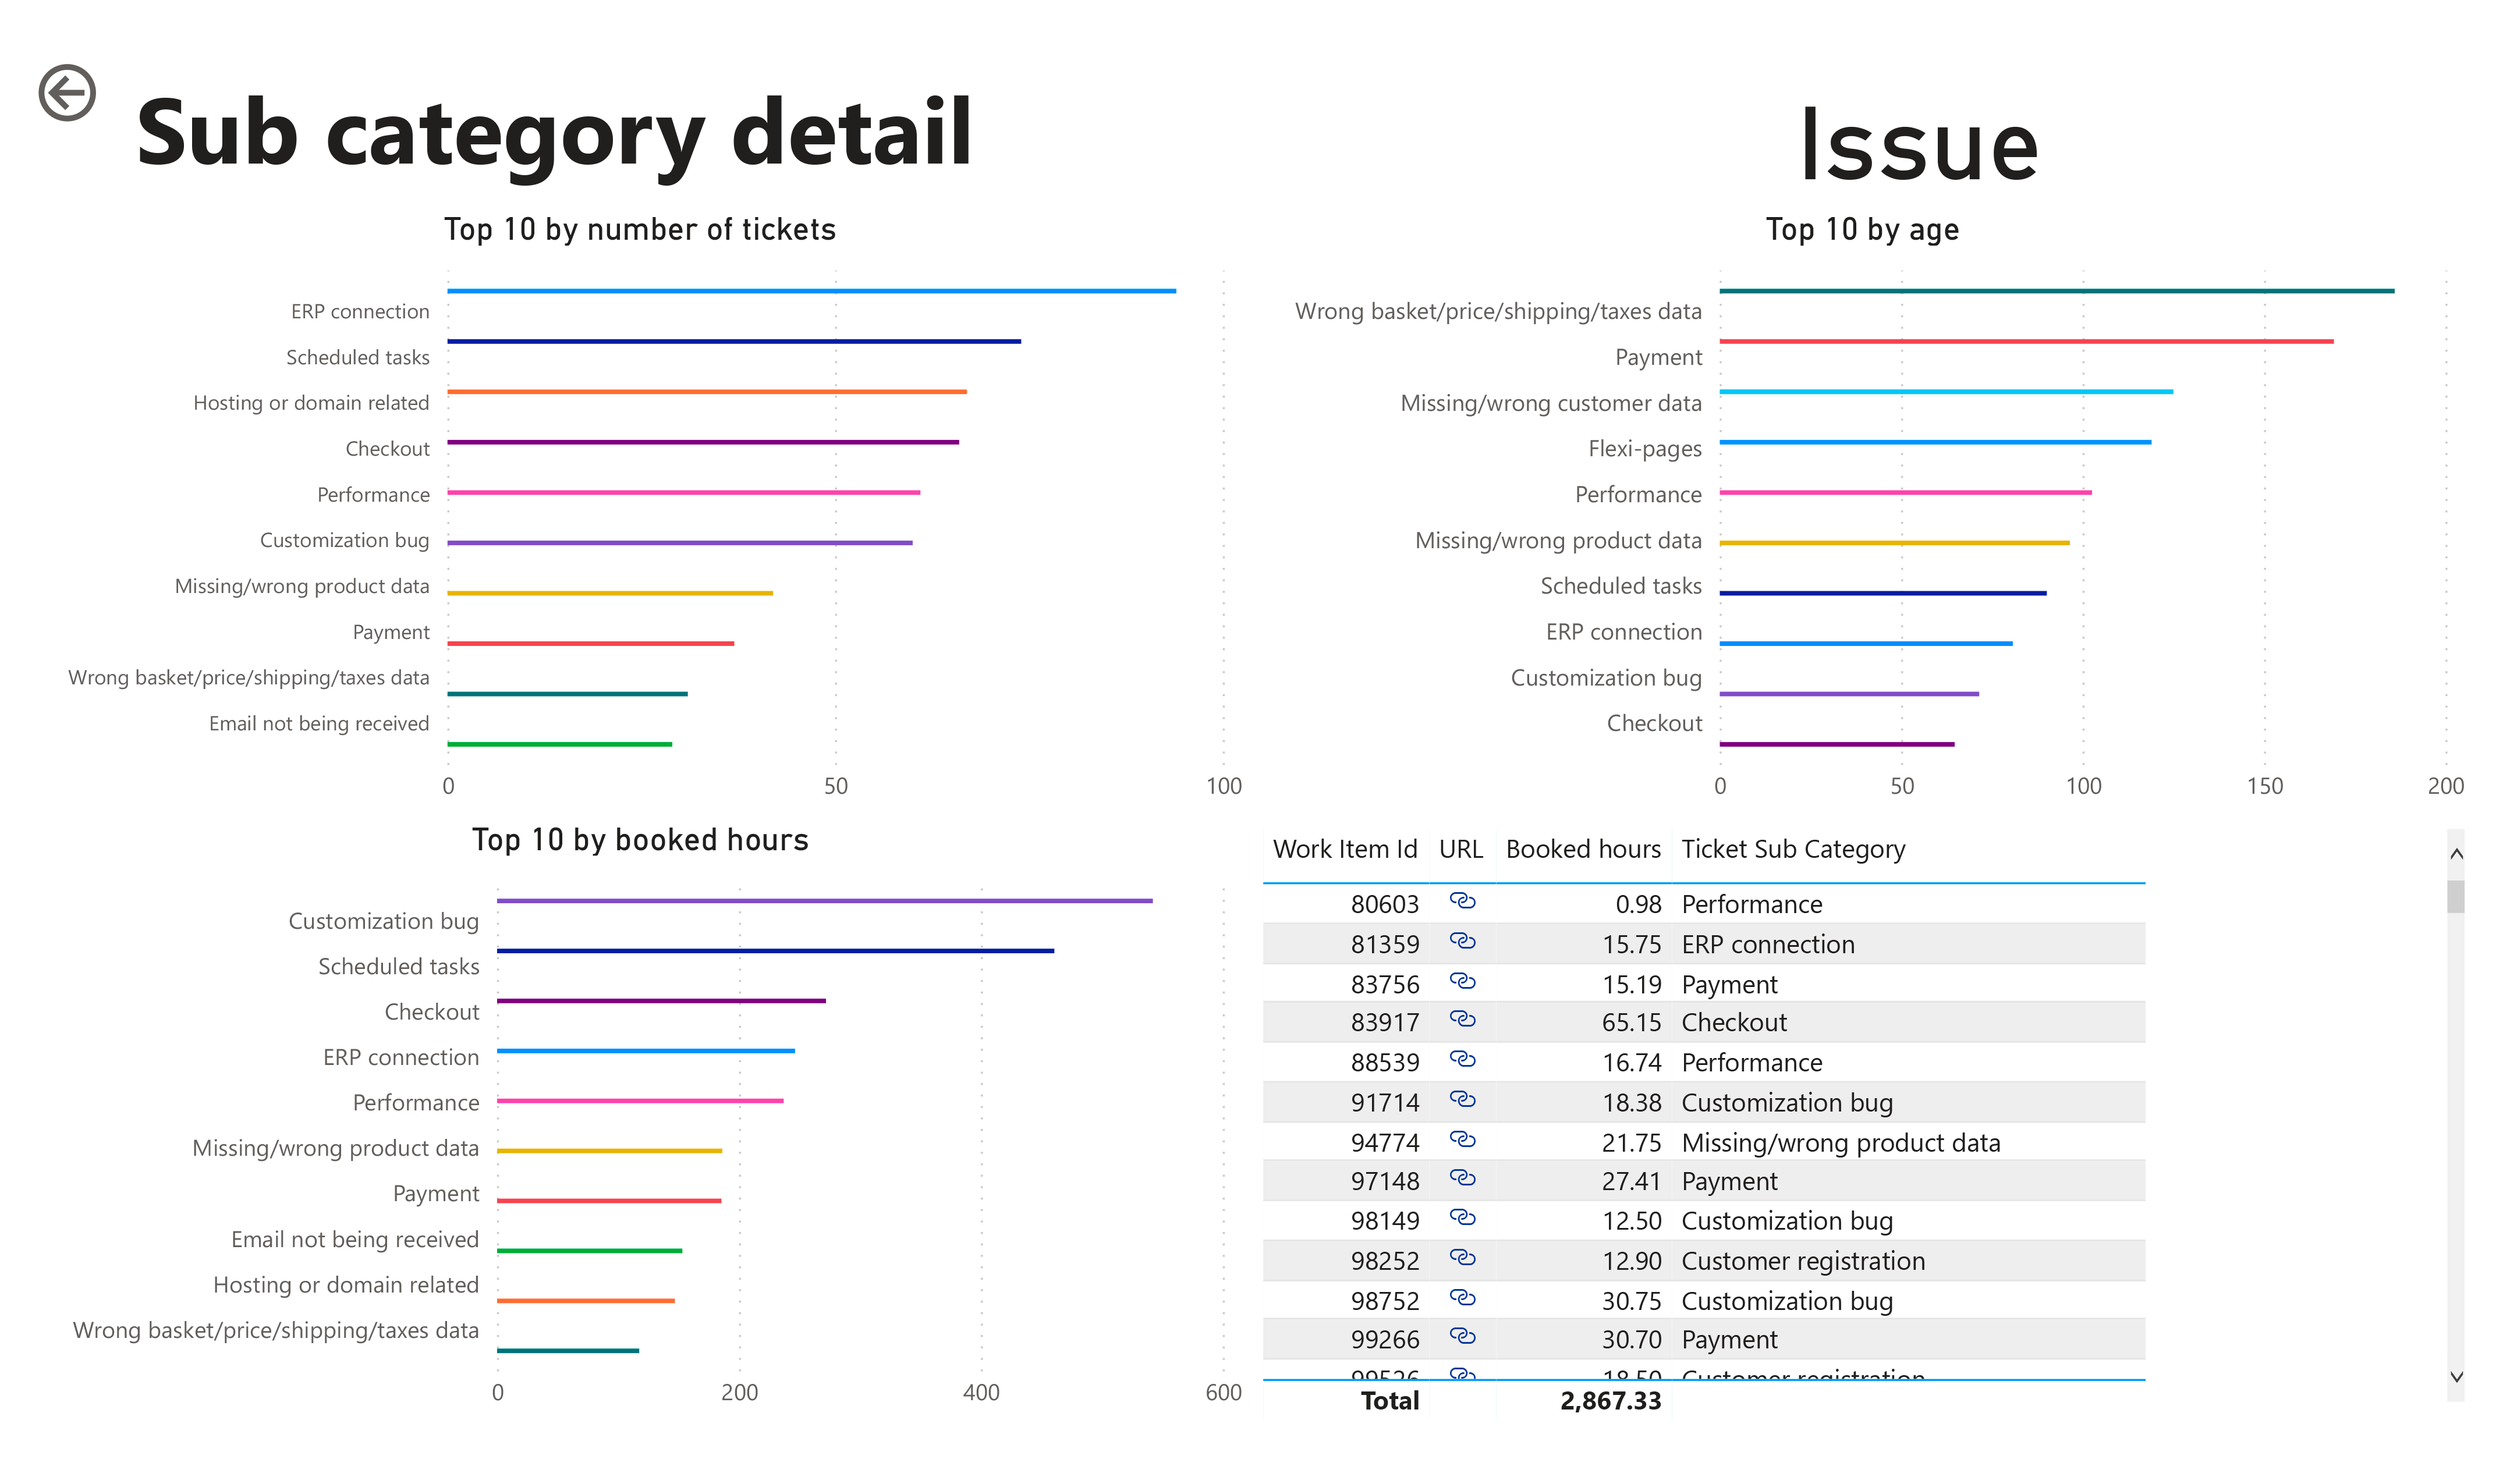 Sub category detail
Issue
Top 10 by number of tickets
ERP connection
Scheduled tasks
Hosting or domain related
Checkout
Performance
Customization bug
Missing/wrong product data
Payment
Wrong basket/price/shipping/taxes data
Email not being received
0 50 100
Top 10 by age
Wrong basket/price/shipping/taxes data
Payment
Missing/wrong customer data
Flexi-pages
Performance
Missing/wrong product data
Scheduled tasks
ERP connection
Customization bug
Checkout
0 50 100 150 200
Top 10 by booked hours
Customization bug
Scheduled tasks
Checkout
ERP connection
Performance
Missing/wrong product data
Payment
Email not being received
Hosting or domain related
Wrong basket/price/shipping/taxes data
0 200 400 600
Work Item Id URL Booked hours Ticket Sub Category
80603 0.98 Performance
81359 15.75 ERP connection
83756 15.19 Payment
83917 65.15 Checkout
88539 16.74 Performance
91714 18.38 Customization bug
94774 21.75 Missing/wrong product data
97148 27.41 Payment
98149 12.50 Customization bug
98252 12.90 Customer registration
98752 30.75 Customization bug
99266 30.70 Payment
99526 18.50 Customer registration
Total 2,867.33